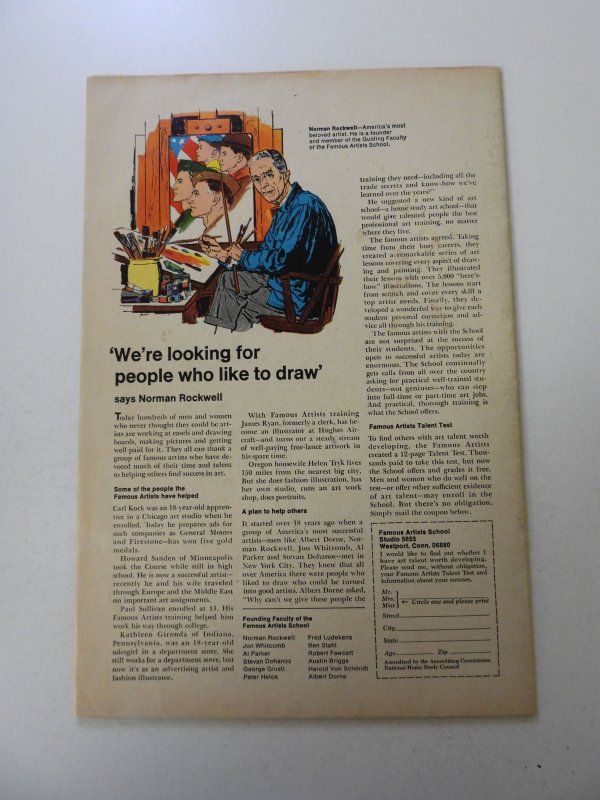 Norman Rockwell—America's most
beloved artist. He is a founder
and member of the Guiding Faculty
of the Famous Artists School.
'We're looking for
people who like to draw'
says Norman Rockwell
Today hundreds of men and women
who never thought they could be art-
ists are working at easels and drawing
boards, making pictures and getting
well paid for it. They all can thank a
group of famous artists who have de-
voted much of their time and talent
to helping others find success in art.
Some of the people the
Famous Artists have helped
Carl Kock was an 18-year-old appren-
tice in a Chicago art studio when he
enrolled. Today he prepares ads for
such companies as General Motors
and Firestone—has won five gold
medals.
Howard Sanden of Minneapolis
took the Course while still in high
school. He is now a successful artist—
recently he and his wife traveled
through Europe and the Middle East
on important art assignments.
Paul Sullivan enrolled at 14. His
Famous Artists training helped him
work his way through college.
Kathleen Gironda of Indiana,
Pennsylvania, was an 18-year-old
salesgirl in a department store. She
still works for a department store, but
now it's as an advertising artist and
fashion illustrator.
With Famous Artists training
James Ryan, formerly a clerk, has be-
come an illustrator at Hughes Air-
craft—and turns out a steady stream
of well-paying free-lance artwork in
his spare time.
Oregon housewife Helen Tryk lives
150 miles from the nearest big city.
But she does fashion illustration, has
her own studio, runs an art work
shop, does portraits.
A plan to help others
It started over 18 years ago when a
group of America's most successful
artists—men like Albert Dorne, Nor-
man Rockwell, Jon Whitcomb, Al
Parker and Stevan Dohanos—met in
New York City. They knew that all
over America there were people who
liked to draw who could be turned
into good artists. Albert Dorne asked,
"Why can't we give these people the
Founding Faculty of the
Famous Artists School
Norman Rockwell
Jon Whitcomb
Al Parker
Stevan Dohanos
George Giusti
Peter Helck
Fred Ludekens
Ben Stahl
Robert Fawcett
Austin Briggs
Harold Von Schmidt
Albert Dorne
training they need—including all the
trade secrets and know-how we've
learned over the years?"
He suggested a new kind of art
school—a home study art school—that
would give talented people the best
professional art training, no matter
where they live.
The famous artists agreed. Taking
time from their busy careers, they
created a remarkable series of art
lessons covering every aspect of draw-
ing and painting. They illustrated
their lessons with over 5,000 "here's
how" illustrations. The lessons start
from scratch and cover every skill a
top artist needs. Finally, they de-
veloped a wonderful way to give each
student personal correction and ad-
vice all through his training.
The famous artists with the School
are not surprised at the success of
their students. The opportunities
open to successful artists today are
enormous. The School continually
gets calls from all over the country
asking for practical well-trained stu-
dents—not geniuses—who can step
into full-time or part-time art jobs.
And practical, thorough training is
what the School offers.
Famous Artists Talent Test
To find others with art talent worth
developing, the Famous Artists
created a 12-page Talent Test. Thou-
sands paid to take this test, but now
the School offers and grades it free.
Men and women who do well on the
test—or offer other sufficient evidence
of art talent—may enroll in the
School. But there's no obligation.
Simply mail the coupon below.
Famous Artists School
Studio 5655
Westport, Conn. 06880
I would like to find out whether I
have art talent worth developing.
Please send me, without obligation,
your Famous Artists Talent Test and
information about your courses.
Mr.
Mrs. Circle one and please print
Miss
Street
City
State
Age Zip
Accredited by the Accrediting Commission
National Home Study Council